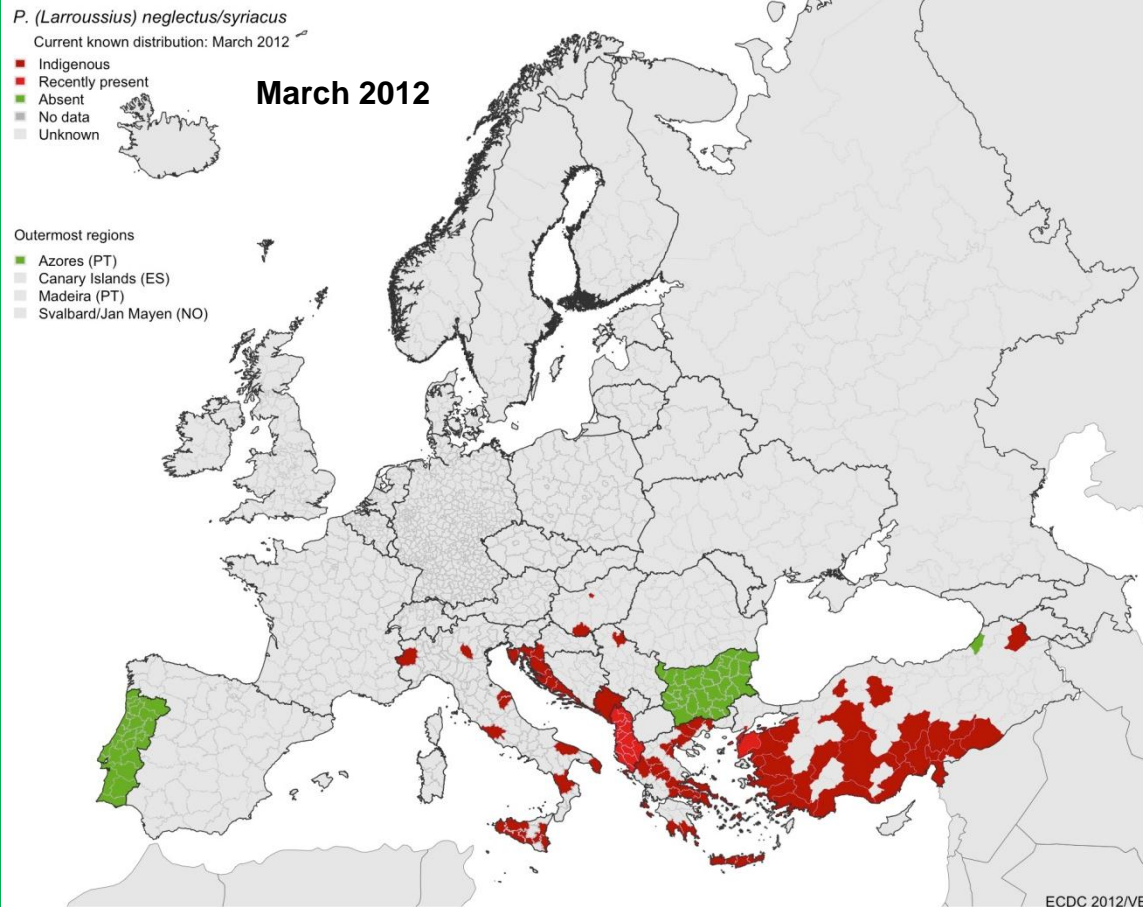 P. (Larroussius) neglectus/syriacus
Current known distribution: March 2012
Indigenous
Recently present
Absent
No data
Unknown
March 2012
Outermost regions
Azores (PT)
Canary Islands (ES)
Madeira (PT)
Svalbard/Jan Mayen (NO)
ECDC 2012/VE